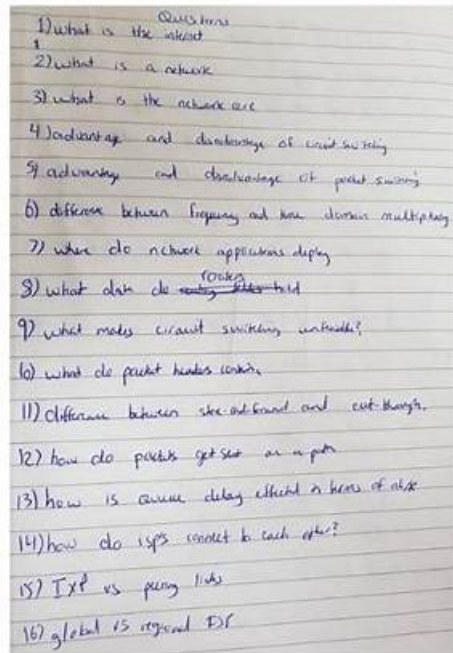 Questions
1) what is the internet
1
2) what is a network
3) what is the network core
4) advantage and disadvantage of circuit switching
5) advantage and disadvantage of packet switching
6) difference between frequency and time domain multiplexing
7) where do network applications deploy
8) what data do routers hold
9) what makes circuit switching
10) what do packet headers contain.
11) difference between store and forward and cut-through.
12) how do packets get sent on a path
13) how is queue delay effected in terms of
14) how do isp's connect to each other?
15) IXP vs peering links
16) global vs regional ISP